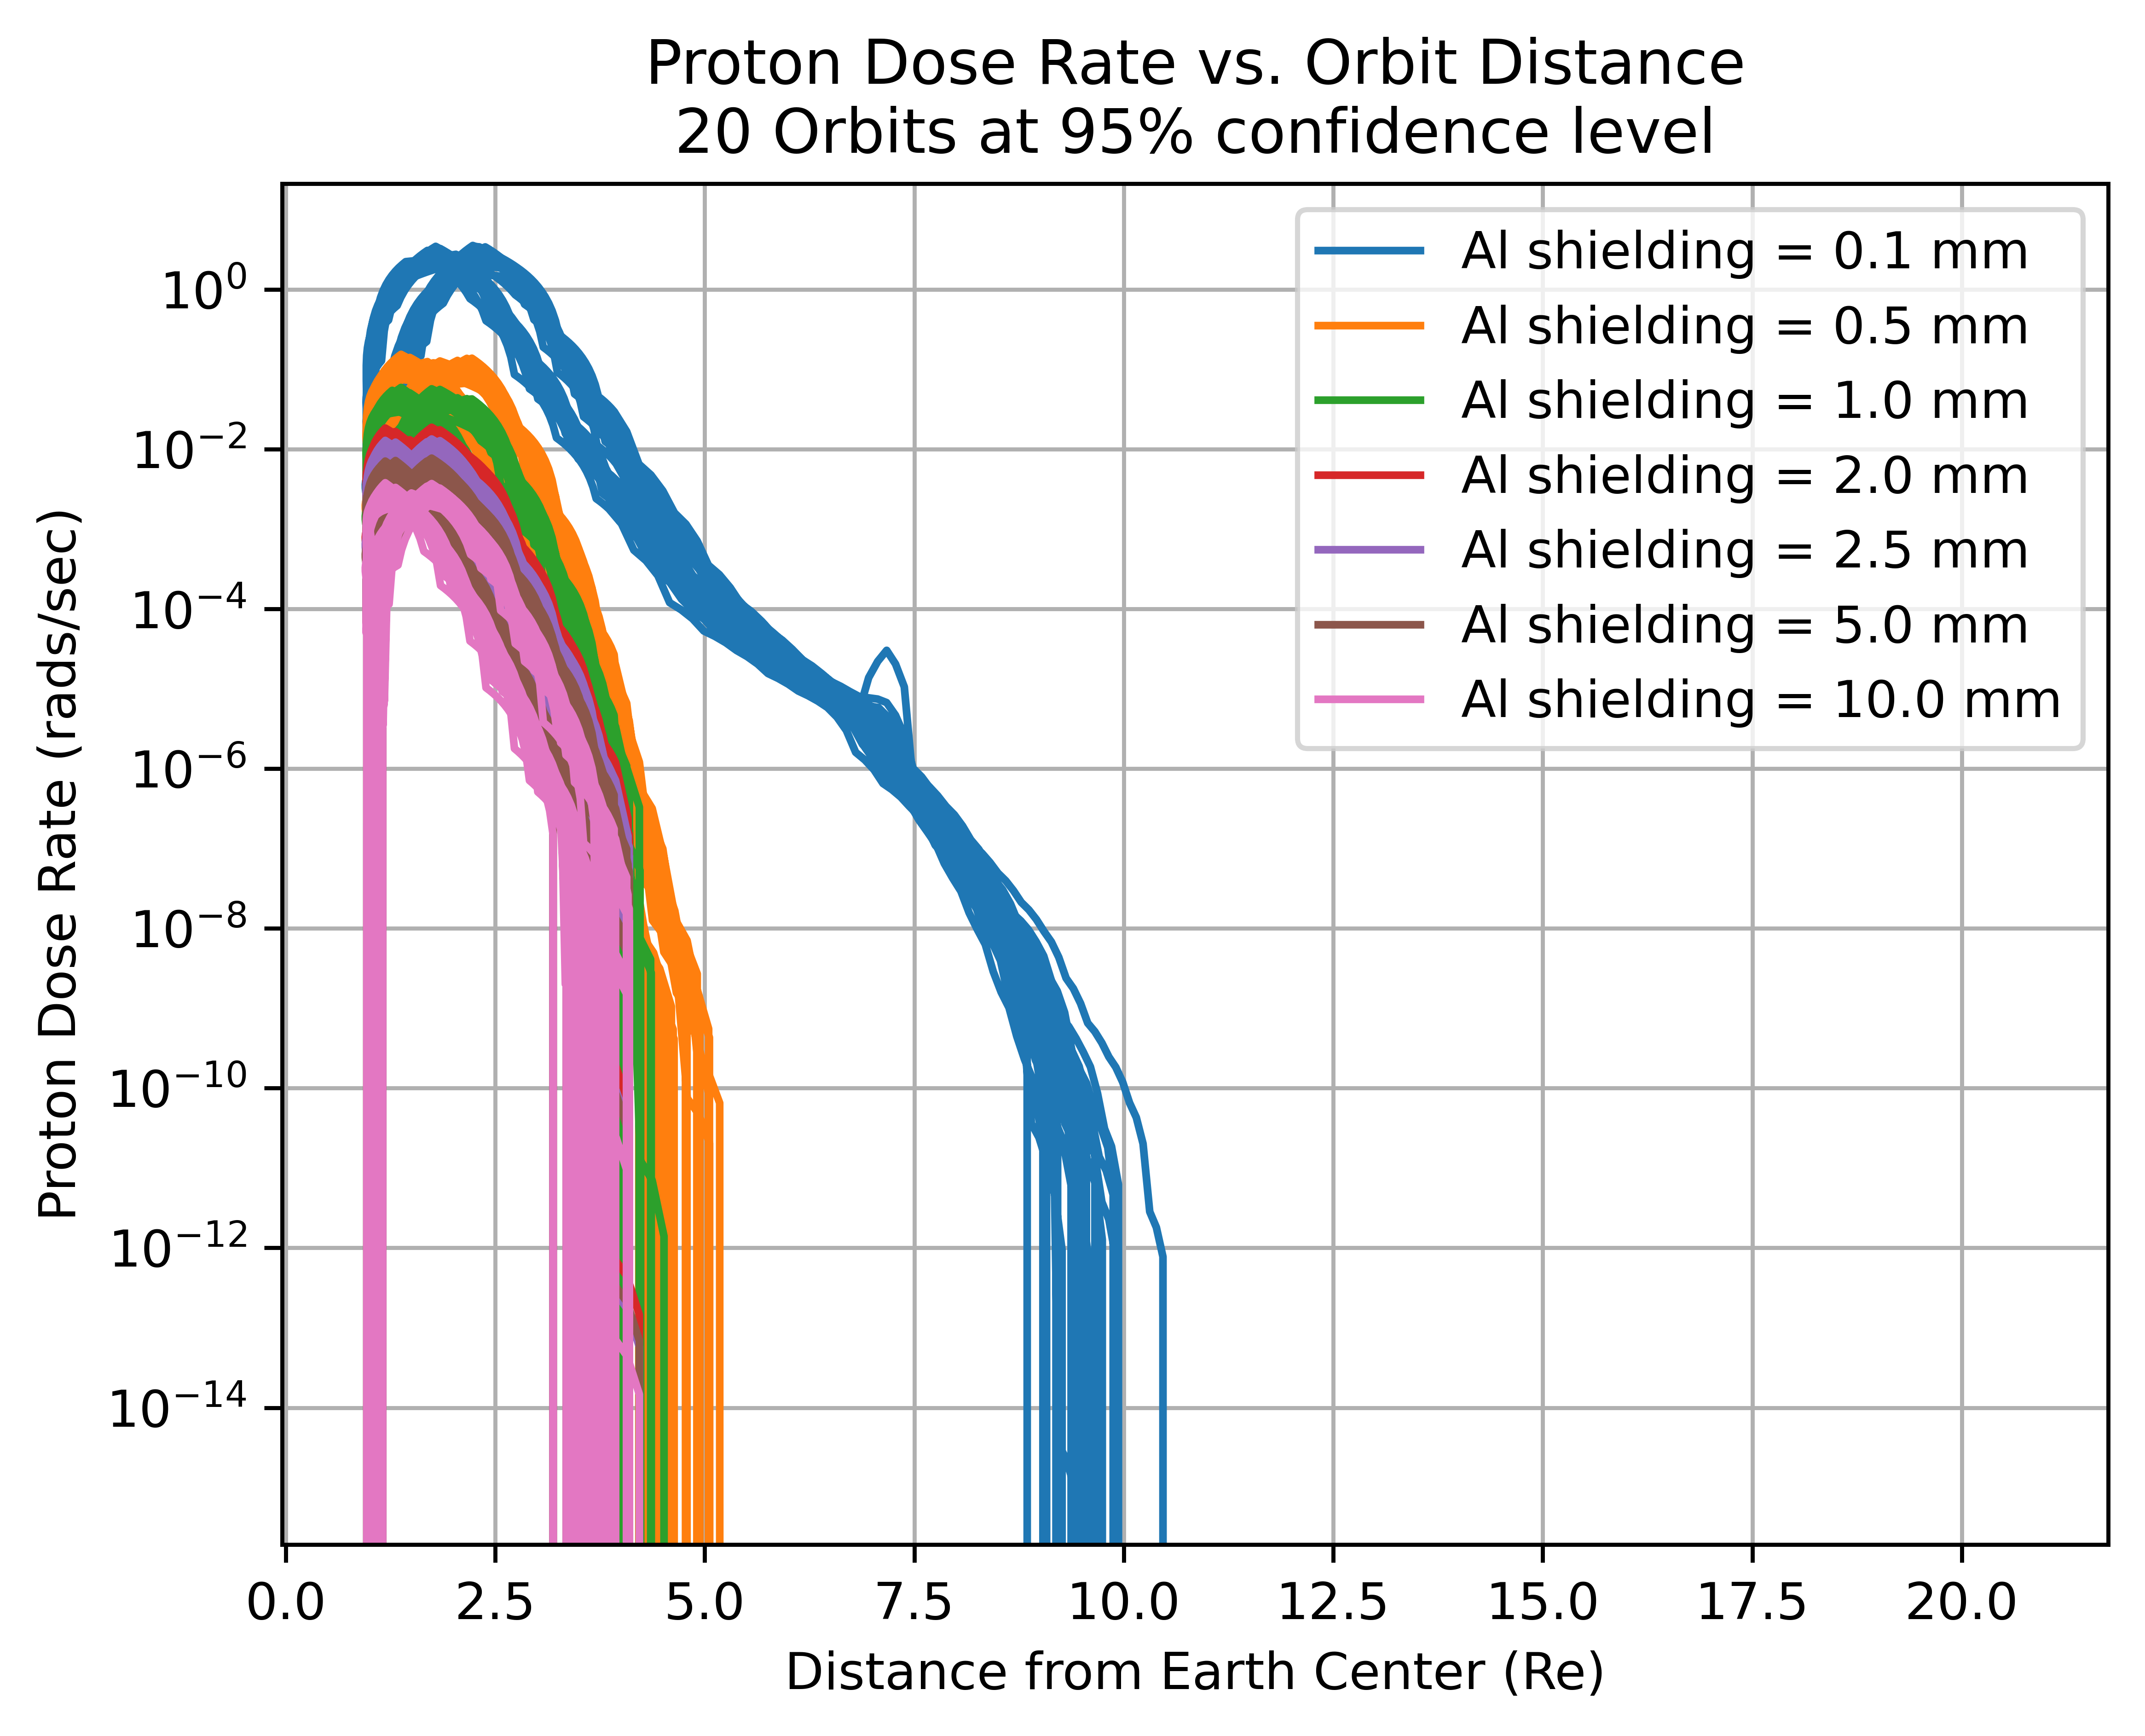 Proton Dose Rate vs. Orbit Distance
20 Orbits at 95% confidence level
Proton Dose Rate (rads/sec)
10⁰
10⁻²
10⁻⁴
10⁻⁶
10⁻⁸
10⁻¹⁰
10⁻¹²
10⁻¹⁴
Al shielding = 0.1 mm
Al shielding = 0.5 mm
Al shielding = 1.0 mm
Al shielding = 2.0 mm
Al shielding = 2.5 mm
Al shielding = 5.0 mm
Al shielding = 10.0 mm
0.0 2.5 5.0 7.5 10.0 12.5 15.0 17.5 20.0
Distance from Earth Center (Re)